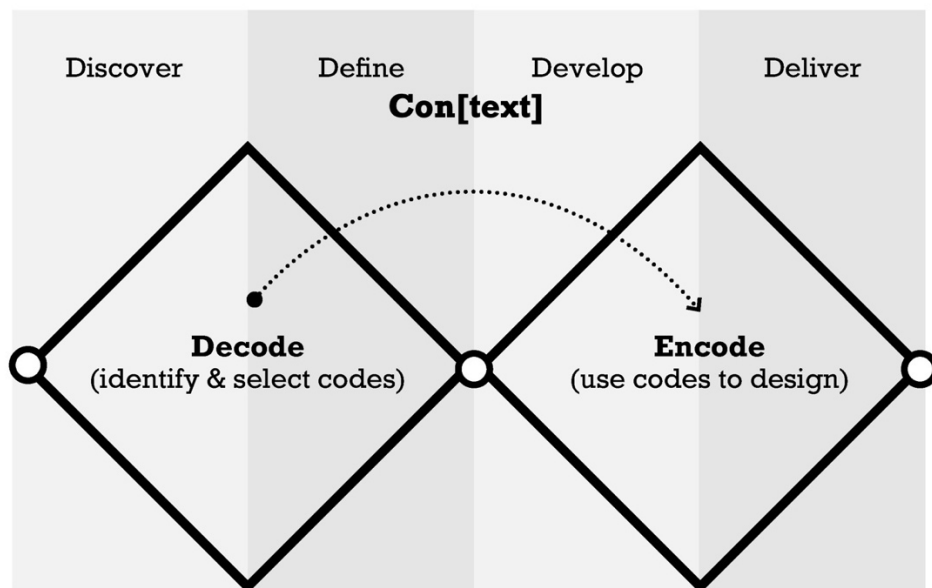 Discover Define Develop Deliver
Con[text]
Decode
(identify & select codes)
Encode
(use codes to design)